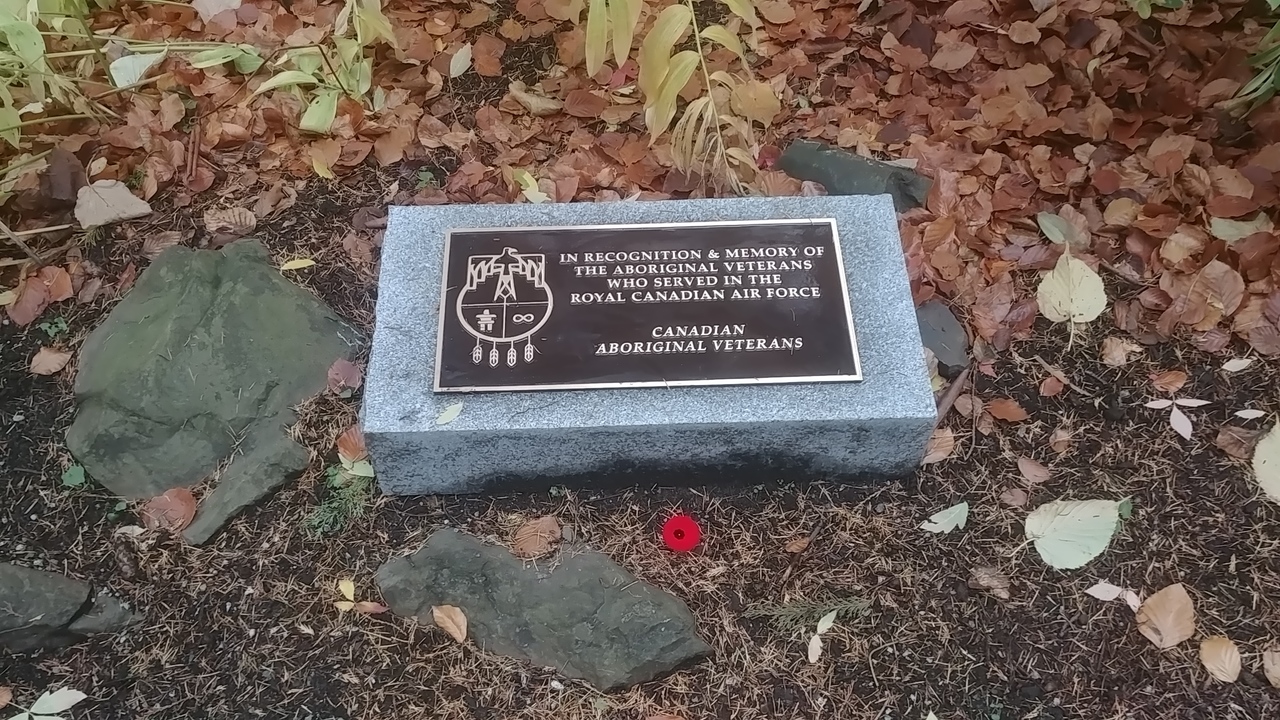 IN RECOGNITION & MEMORY OF
THE ABORIGINAL VETERANS
WHO SERVED IN THE
ROYAL CANADIAN AIR FORCE
CANADIAN
ABORIGINAL VETERANS